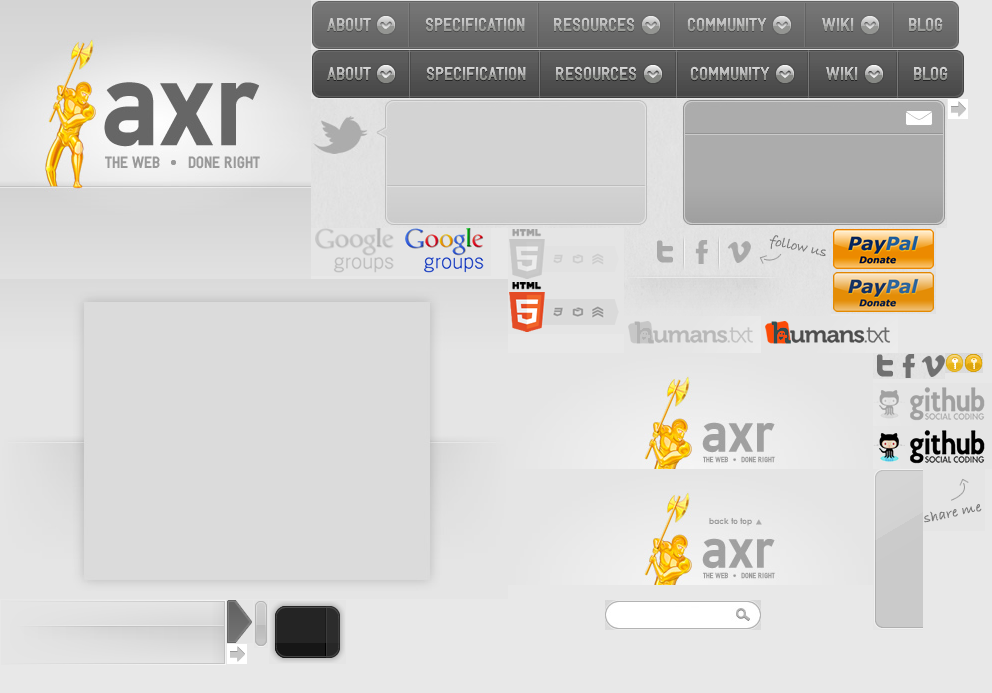 ABOUT SPECIFICATION RESOURCES COMMUNITY WIKI BLOG
ABOUT SPECIFICATION RESOURCES COMMUNITY WIKI BLOG
axr
THE WEB • DONE RIGHT
Google groups
Google groups
HTML
5
HTML
5
follow us
PayPal
Donate
PayPal
Donate
humans.txt
humans.txt
github
SOCIAL CODING
github
SOCIAL CODING
axr
THE WEB • DONE RIGHT
share me
back to top
axr
THE WEB • DONE RIGHT